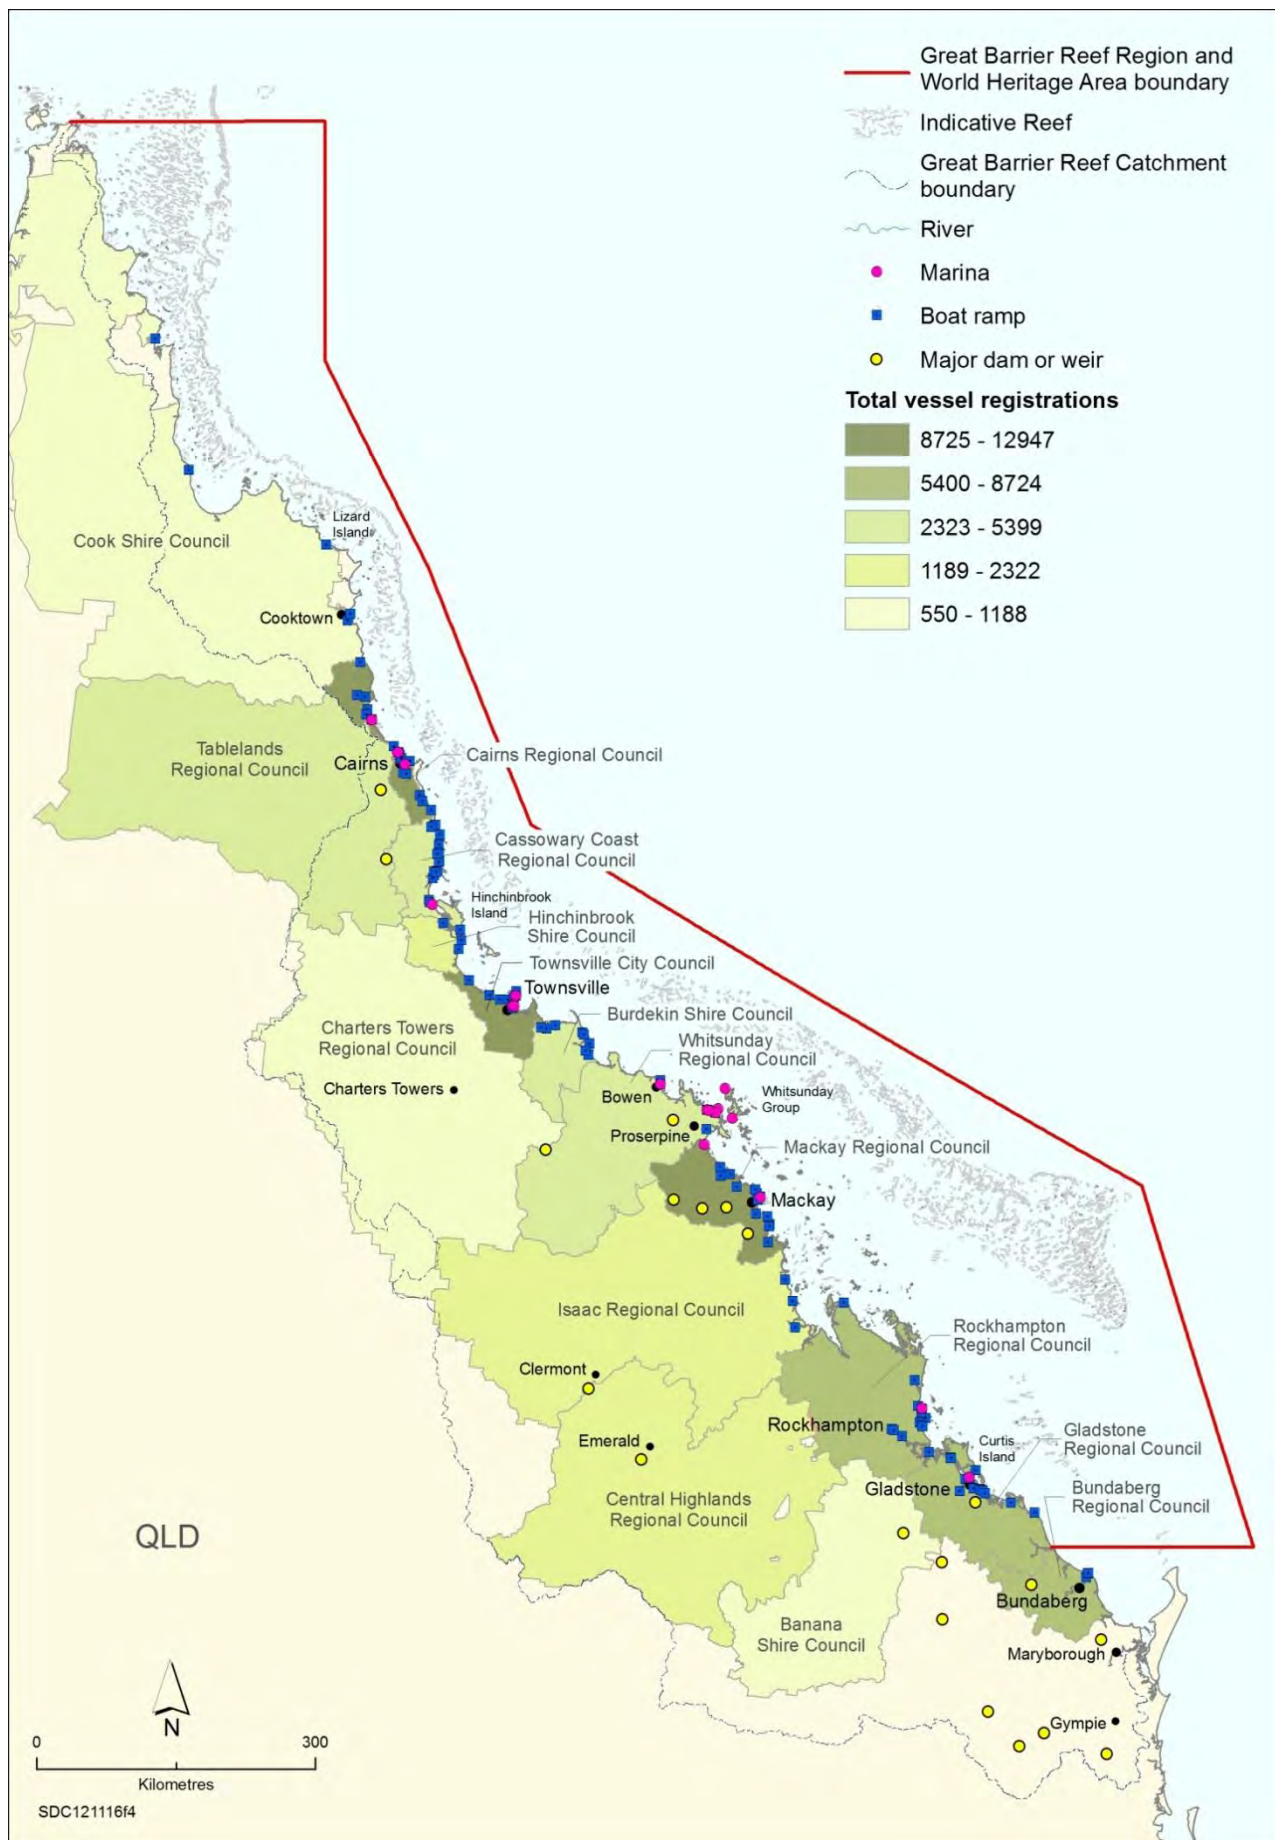 Great Barrier Reef Region and
World Heritage Area boundary
Indicative Reef
Great Barrier Reef Catchment
boundary
River
Marina
Boat ramp
Major dam or weir
Total vessel registrations
8725 - 12947
5400 - 8724
2323 - 5399
1189 - 2322
550 - 1188
Lizard
Island
Cook Shire Council
Cooktown
Tablelands
Regional Council
Cairns
Cairns Regional Council
Cassowary Coast
Regional Council
Hinchinbrook
Island
Hinchinbrook
Shire Council
Townsville City Council
Townsville
Burdekin Shire Council
Charters Towers
Regional Council
Whitsunday
Regional Council
Charters Towers
Bowen
Whitsunday
Group
Proserpine
Mackay Regional Council
Mackay
Isaac Regional Council
Rockhampton
Regional Council
Clermont
Rockhampton
Emerald
Curtis
Island
Gladstone
Regional Council
Gladstone
Central Highlands
Regional Council
Bundaberg
Regional Council
QLD
Bundaberg
Banana
Shire Council
Maryborough
Gympie
N
0 300
Kilometres
SDC121116f4